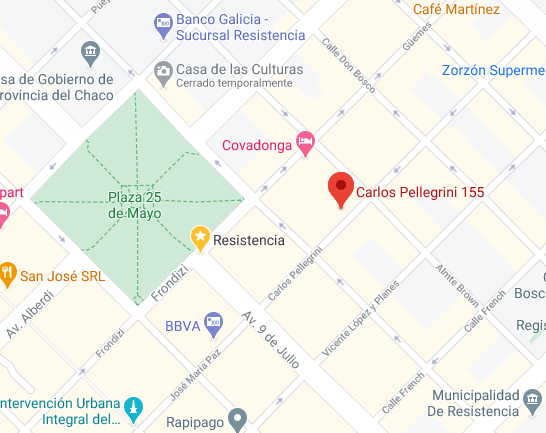 Café Martínez
Banco Galicia -
Sucursal Resistencia
Güemes
Calle Don Bosco
Casa de las Culturas
Cerrado temporalmente
Zorzón Superme
sa de Gobierno de
rovincia del Chaco
Covadonga
part
Plaza 25
de Mayo
Carlos Pellegrini 155
Resistencia
San José SRL
Frondizi
Carlos Pellegrini
Almte Brown
Av. Alberdi
Frondizi
BBVA
Av. 9 de Julio
Vicente López y Planes
Calle French
Bosc
Regis
José María Paz
Calle French
Intervención Urbana
Integral del...
Rapipago
Municipalidad
De Resistencia